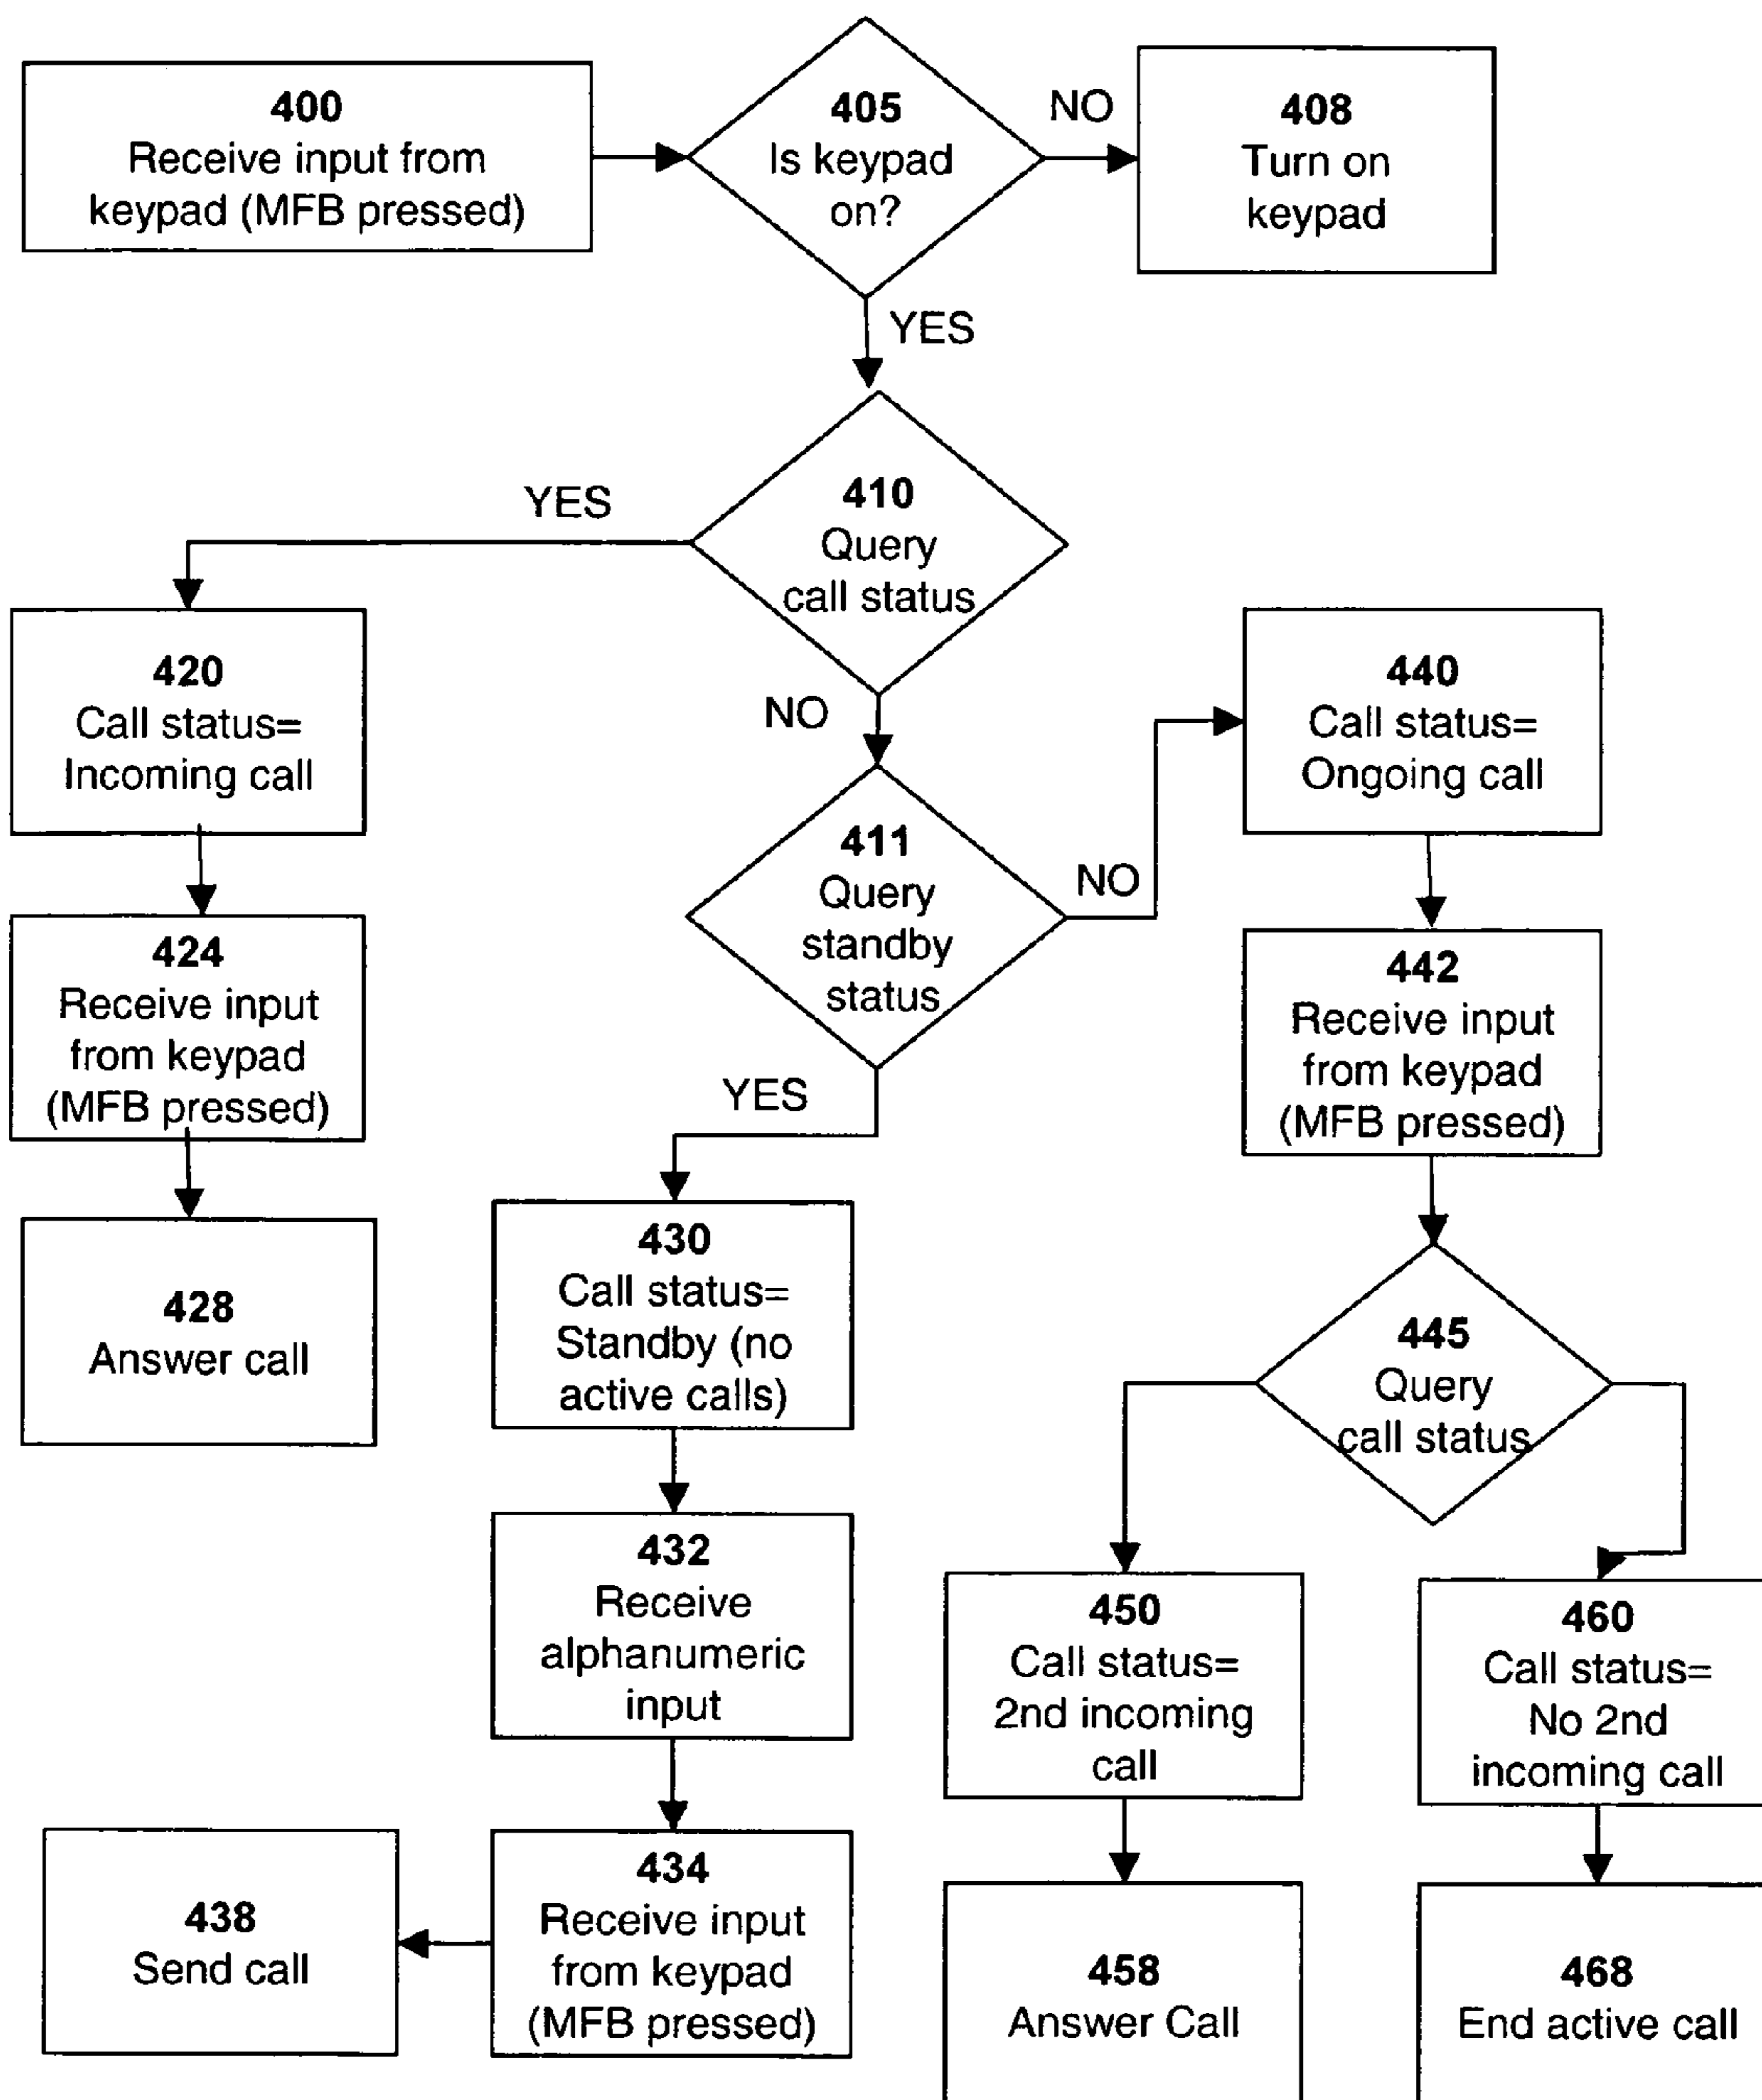 400
Receive input from
keypad (MFB pressed)
405
Is keypad
on?
NO
408
Turn on
keypad
YES
410
Query
call status
YES
NO
420
Call status=
Incoming call
424
Receive input
from keypad
(MFB pressed)
428
Answer call
411
Query
standby
status
NO
YES
440
Call status=
Ongoing call
442
Receive input
from keypad
(MFB pressed)
445
Query
call status
430
Call status=
Standby (no
active calls)
432
Receive
alphanumeric
input
434
Receive input
from keypad
(MFB pressed)
438
Send call
450
Call status=
2nd incoming
call
458
Answer Call
460
Call status=
No 2nd
incoming call
468
End active call